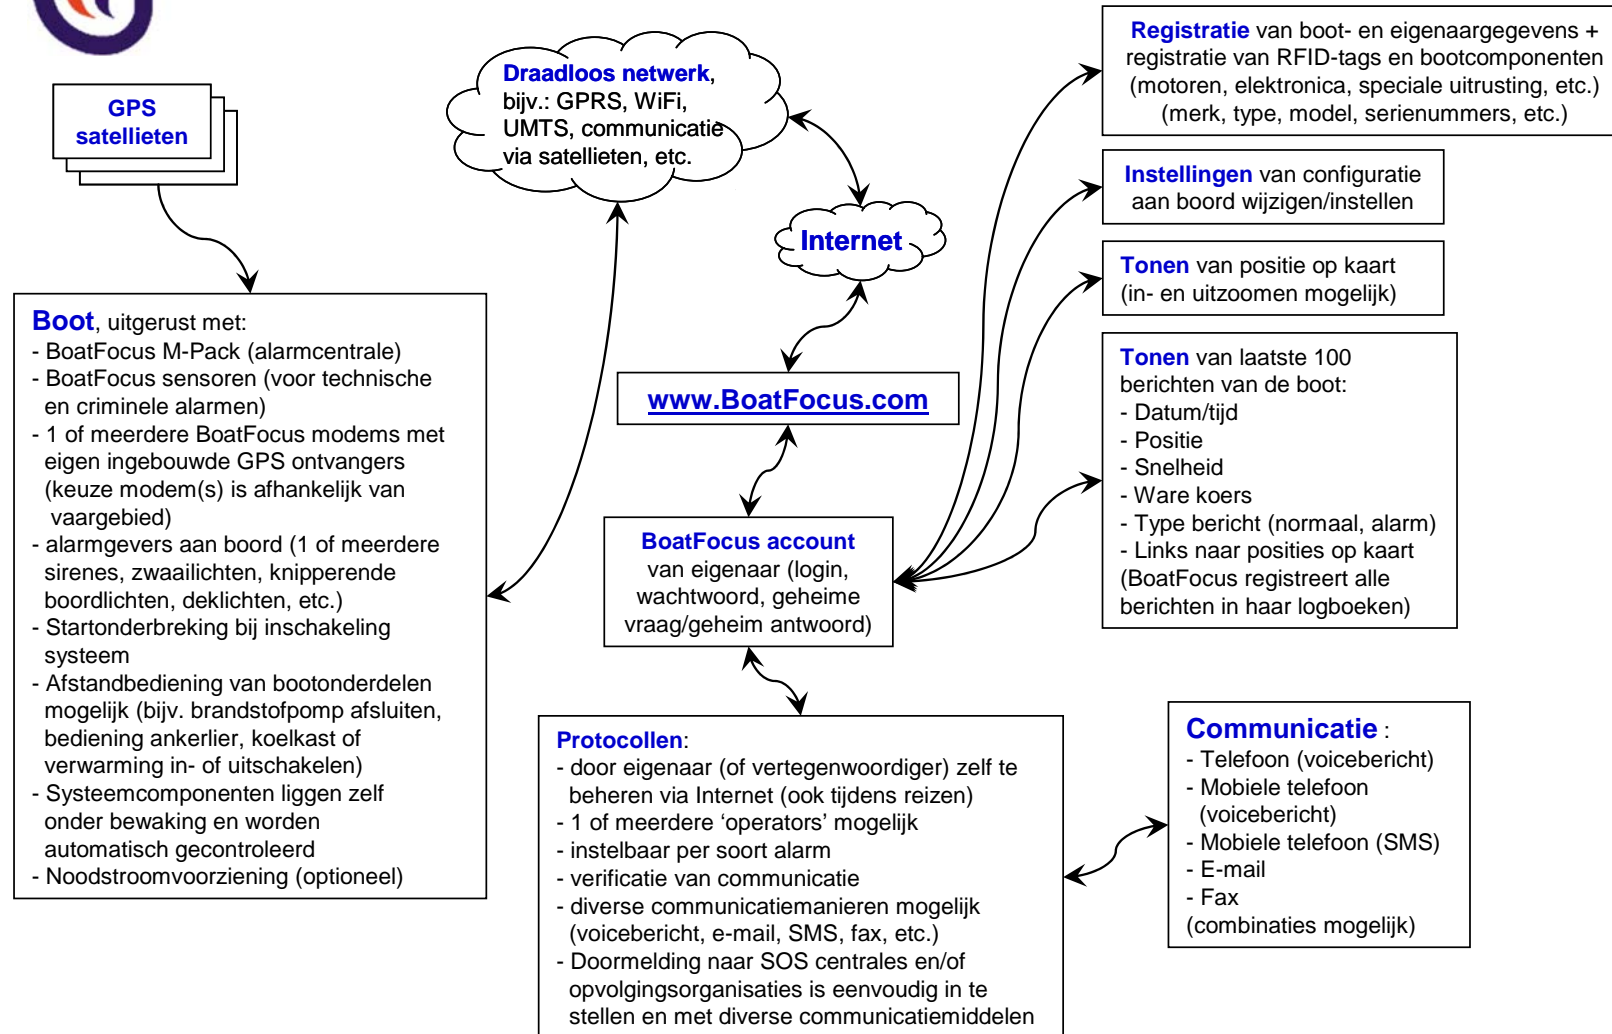 GPS
satellieten
Draadloos netwerk,
bijv.: GPRS, WiFi,
UMTS, communicatie
via satellieten, etc.
Internet
www.BoatFocus.com
BoatFocus account
van eigenaar (login,
wachtwoord, geheime
vraag/geheim antwoord)
Boot, uitgerust met:
- BoatFocus M-Pack (alarmcentrale)
- BoatFocus sensoren (voor technische
en criminele alarmen)
- 1 of meerdere BoatFocus modems met
eigen ingebouwde GPS ontvangers
(keuze modem(s) is afhankelijk van
vaargebied)
- alarmgevers aan boord (1 of meerdere
sirenes, zwaailichten, knipperende
boordlichten, deklichten, etc.)
- Startonderbreking bij inschakeling
systeem
- Afstandbediening van bootonderdelen
mogelijk (bijv. brandstofpomp afsluiten,
bediening ankerlier, koelkast of
verwarming in- of uitschakelen)
- Systeemcomponenten liggen zelf
onder bewaking en worden
automatisch gecontroleerd
- Noodstroomvoorziening (optioneel)
Registratie van boot- en eigenaargegevens +
registratie van RFID-tags en bootcomponenten
(motoren, elektronica, speciale uitrusting, etc.)
(merk, type, model, serienummers, etc.)
Instellingen van configuratie
aan boord wijzigen/instellen
Tonen van positie op kaart
(in- en uitzoomen mogelijk)
Tonen van laatste 100
berichten van de boot:
- Datum/tijd
- Positie
- Snelheid
- Ware koers
- Type bericht (normaal, alarm)
- Links naar posities op kaart
(BoatFocus registreert alle
berichten in haar logboeken)
Protocollen:
- door eigenaar (of vertegenwoordiger) zelf te
beheren via Internet (ook tijdens reizen)
- 1 of meerdere ‘operators’ mogelijk
- instelbaar per soort alarm
- verificatie van communicatie
- diverse communicatiemanieren mogelijk
(voicebericht, e-mail, SMS, fax, etc.)
- Doormelding naar SOS centrales en/of
opvolgingsorganisaties is eenvoudig in te
stellen en met diverse communicatiemiddelen
Communicatie :
- Telefoon (voicebericht)
- Mobiele telefoon
(voicebericht)
- Mobiele telefoon (SMS)
- E-mail
- Fax
(combinaties mogelijk)